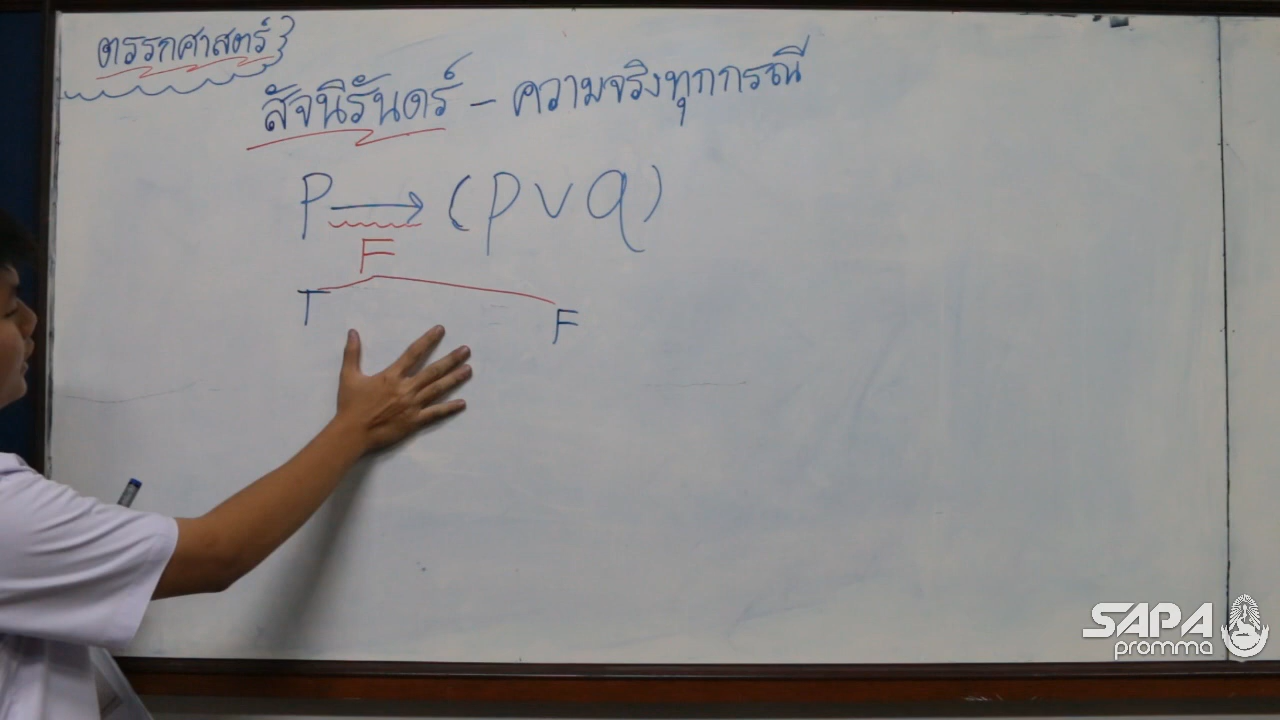 ตรรกศาสตร์
สัจนิรันดร์ - ความจริงทุกกรณี
P → (P ∨ Q)
F
T
F
SAPA
promma